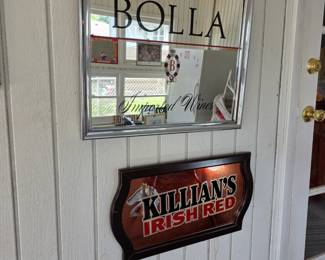 BOLLA
B
Imported Wines
KILLIAN'S
IRISH RED